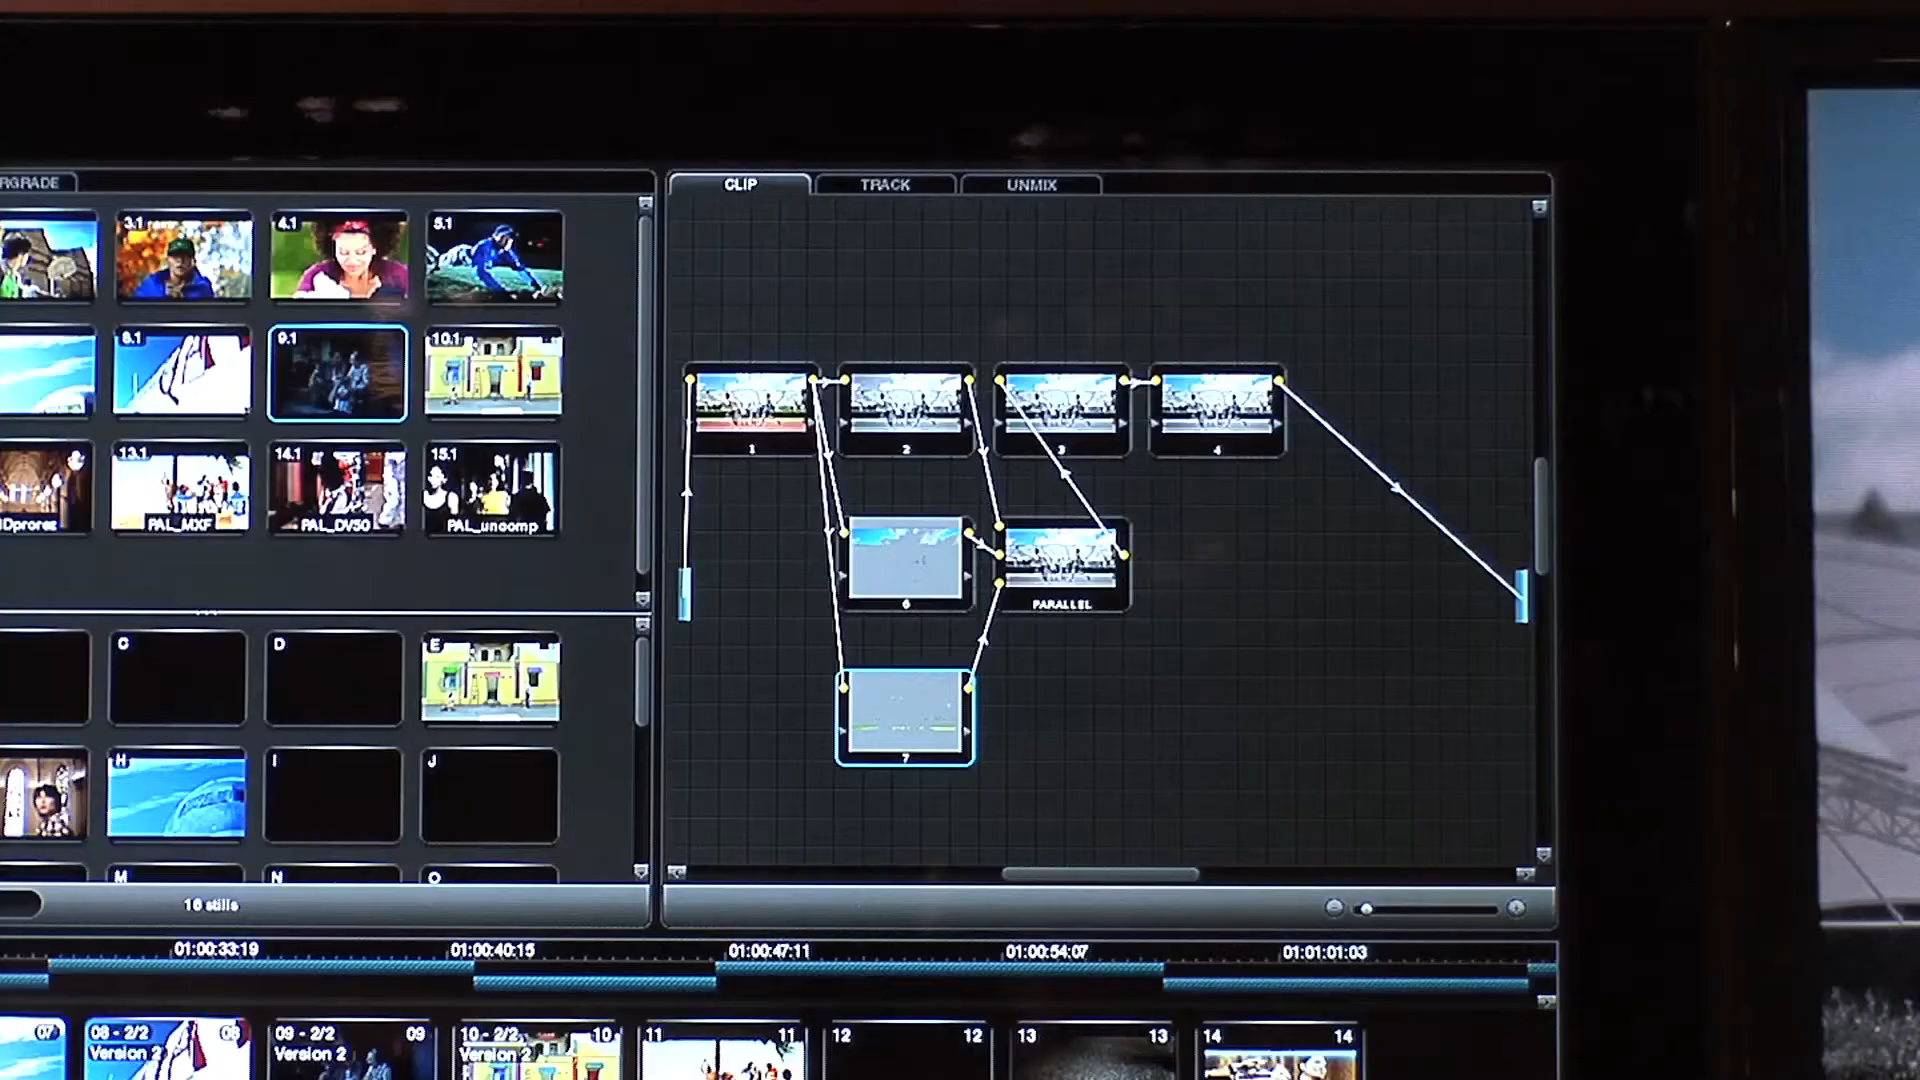 RGRADE
CLIP TRACK UNMIX
3.1
4.1
5.1
8.1
9.1
10.1
1
2
3
4
13.1
14.1
15.1
Dprores
PAL_MXF
PAL_DV50
PAL_uncomp
6
PARALLEL
C
D
E
7
H
I
J
M
N
O
16 stills
01:00:33:19
01:00:40:15
01:00:47:11
01:00:54:07
01:01:01:03
07
08 - 2/2 08
Version 2
09 - 2/2 09
Version 2
10 - 2/2 10
Version 2
11 11
12 12
13 13
14 14